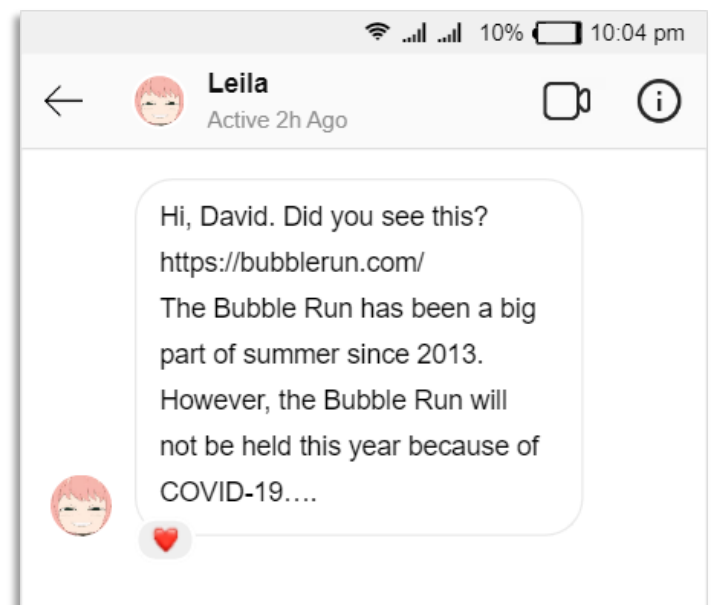 10% 10:04 pm
Leila
Active 2h Ago
Hi, David. Did you see this?
https://bubblerun.com/
The Bubble Run has been a big
part of summer since 2013.
However, the Bubble Run will
not be held this year because of
COVID-19….